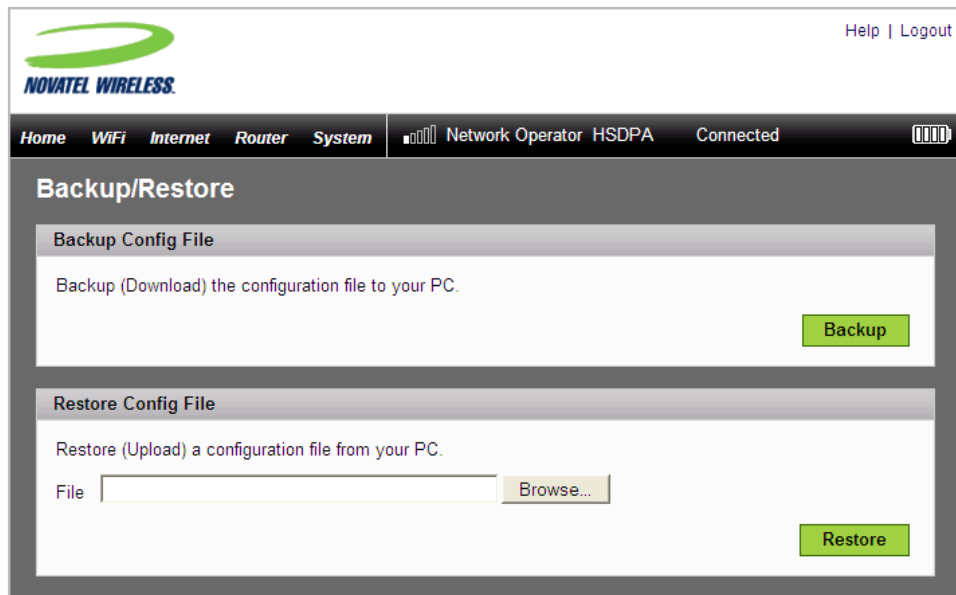 Help | Logout
NOVATEL WIRELESS.
Home WiFi Internet Router System Network Operator HSDPA Connected
Backup/Restore
Backup Config File
Backup (Download) the configuration file to your PC.
Backup
Restore Config File
Restore (Upload) a configuration file from your PC.
File Browse...
Restore